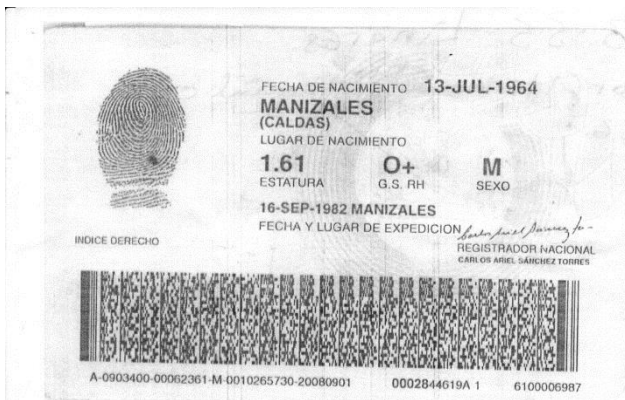 FECHA DE NACIMIENTO 13-JUL-1964
MANIZALES
(CALDAS)
LUGAR DE NACIMIENTO
1.61 O+ M
ESTATURA G.S. RH SEXO
16-SEP-1982 MANIZALES
FECHA Y LUGAR DE EXPEDICION
INDICE DERECHO
REGISTRADOR NACIONAL
CARLOS ARIEL SÁNCHEZ TORRES
A-0903400-00062361-M-0010265730-20080901 0002844619A 1 6100006987